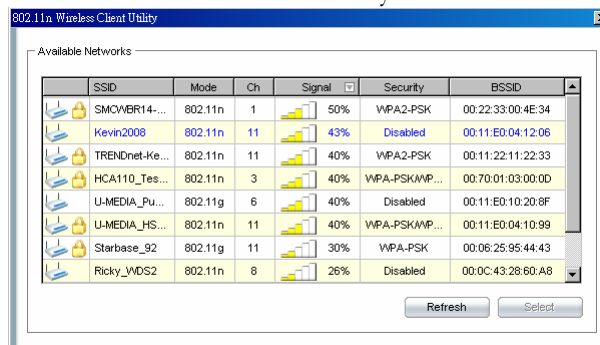 802.11n Wireless Client Utility
Available Networks
SSID Mode Ch Signal Security BSSID
SMCWBR14-... 802.11n 1 50% WPA2-PSK 00:22:33:00:4E:34
Kevin2008 802.11n 11 43% Disabled 00:11:E0:04:12:06
TRENDnet-Ke... 802.11n 11 40% WPA2-PSK 00:11:22:11:22:33
HCA110_Tes... 802.11n 3 40% WPA-PSK/WP... 00:70:01:03:00:0D
U-MEDIA_Pu... 802.11g 6 40% Disabled 00:11:E0:10:20:8F
U-MEDIA_HS... 802.11n 11 40% WPA-PSK/WP... 00:11:E0:04:10:99
Starbase_92 802.11g 11 30% WPA-PSK 00:06:25:95:44:43
Ricky_WDS2 802.11n 8 26% Disabled 00:0C:43:28:60:A8
Refresh Select